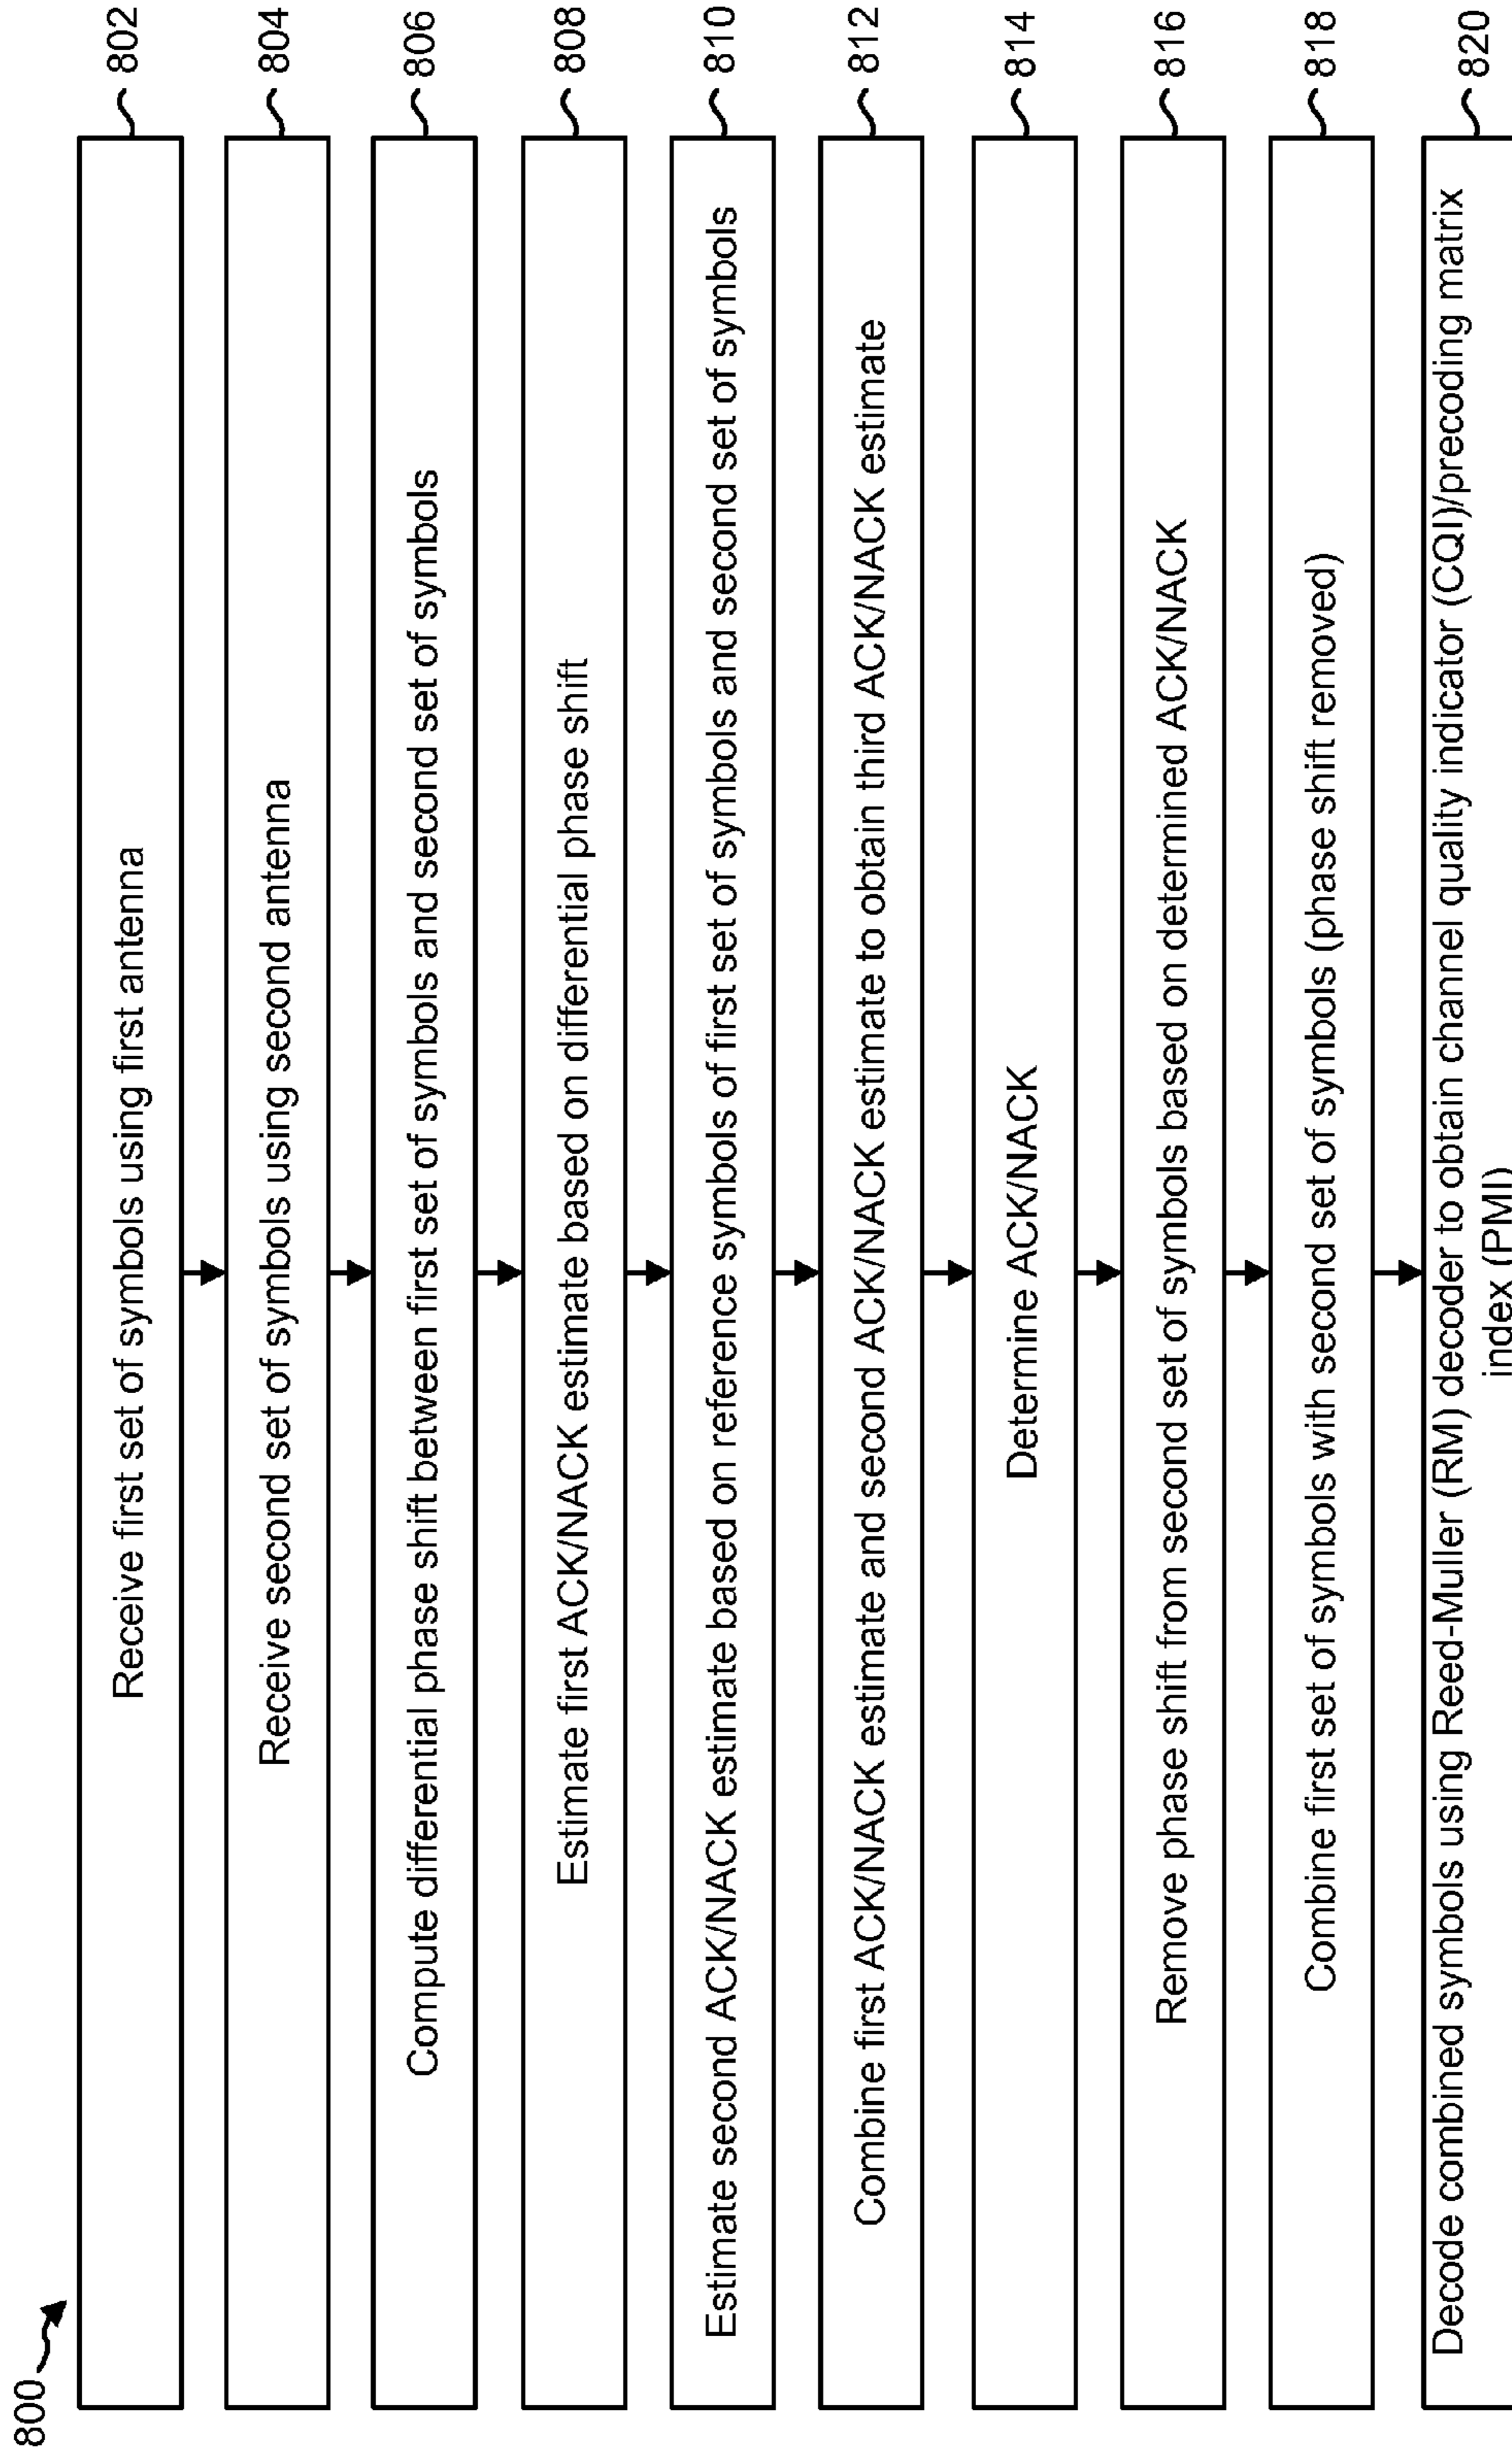 800
Receive first set of symbols using first antenna
802
Receive second set of symbols using second antenna
804
Compute differential phase shift between first set of symbols and second set of symbols
806
Estimate first ACK/NACK estimate based on differential phase shift
808
Estimate second ACK/NACK estimate based on reference symbols of first set of symbols and second set of symbols
810
Combine first ACK/NACK estimate and second ACK/NACK estimate to obtain third ACK/NACK estimate
812
Determine ACK/NACK
814
Remove phase shift from second set of symbols based on determined ACK/NACK
816
Combine first set of symbols with second set of symbols (phase shift removed)
818
Decode combined symbols using Reed-Muller (RM) decoder to obtain channel quality indicator (CQI)/precoding matrix
index (PMI)
820